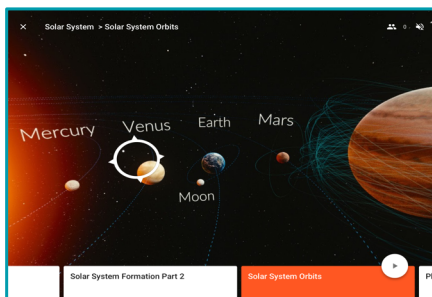 × Solar System > Solar System Orbits 0
Mercury Venus Earth Mars
Moon
Solar System Formation Part 2 Solar System Orbits Pl